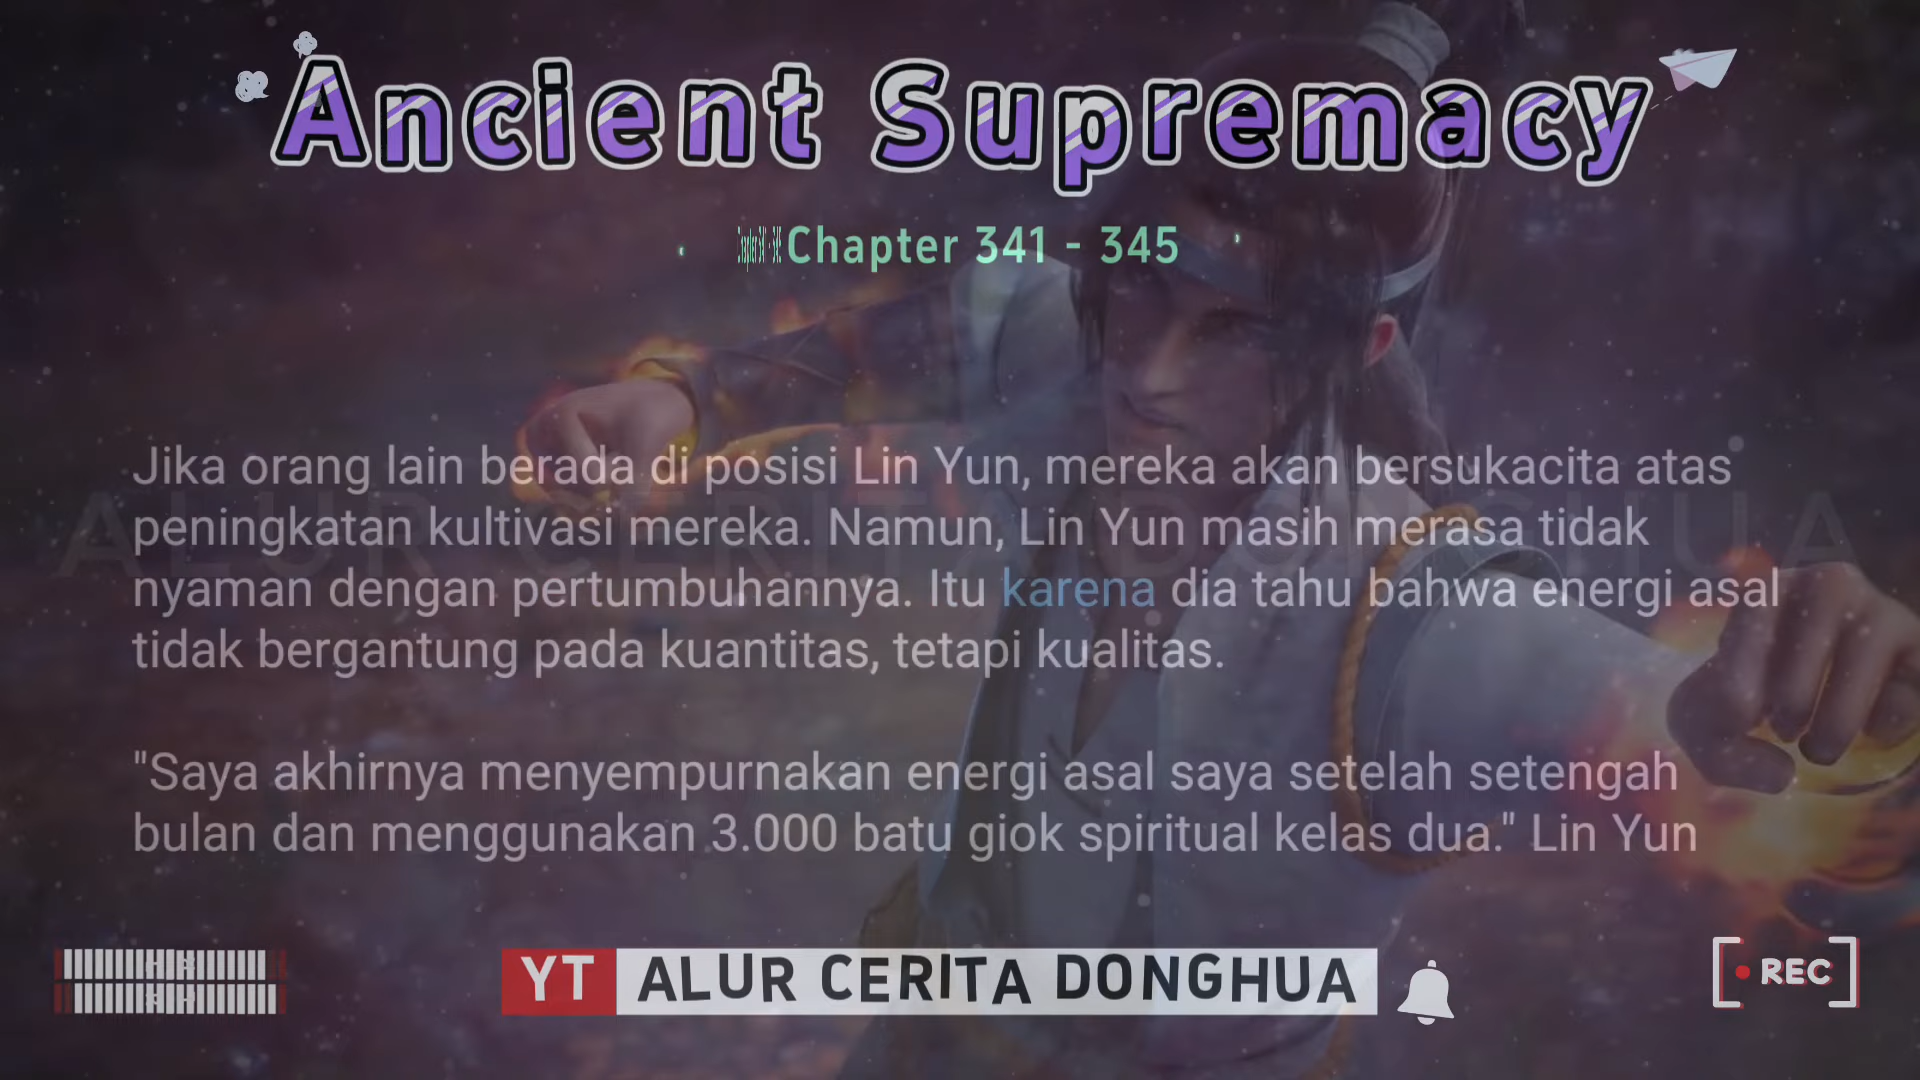 Ancient Supremacy
Chapter 341 - 345
Jika orang lain berada di posisi Lin Yun, mereka akan bersukacita atas
peningkatan kultivasi mereka. Namun, Lin Yun masih merasa tidak
nyaman dengan pertumbuhannya. Itu karena dia tahu bahwa energi asal
tidak bergantung pada kuantitas, tetapi kualitas.
"Saya akhirnya menyempurnakan energi asal saya setelah setengah
bulan dan menggunakan 3.000 batu giok spiritual kelas dua." Lin Yun
ALUR CERITA DONGHUA
YT ALUR CERITA DONGHUA
REC